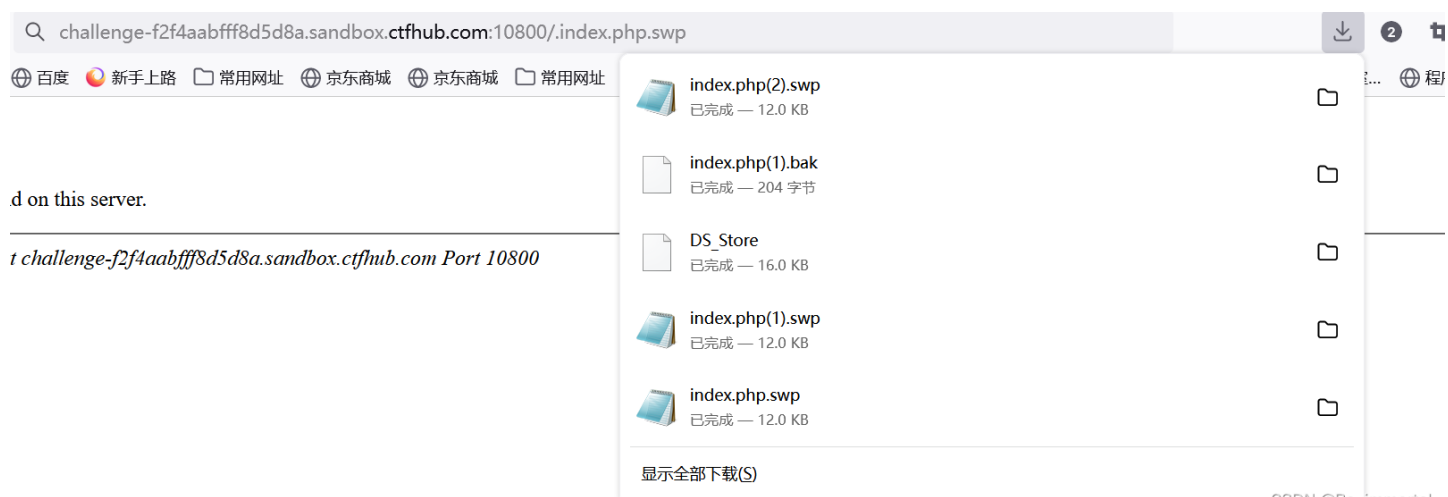 challenge-f2f4aabfff8d5d8a.sandbox.ctfhub.com:10800/.index.php.swp
2
百度 新手上路 常用网址 京东商城 京东商城 常用网址
... 程
index.php(2).swp
已完成 — 12.0 KB
index.php(1).bak
已完成 — 204 字节
d on this server.
DS_Store
已完成 — 16.0 KB
t challenge-f2f4aabfff8d5d8a.sandbox.ctfhub.com Port 10800
index.php(1).swp
已完成 — 12.0 KB
index.php.swp
已完成 — 12.0 KB
显示全部下载(S)